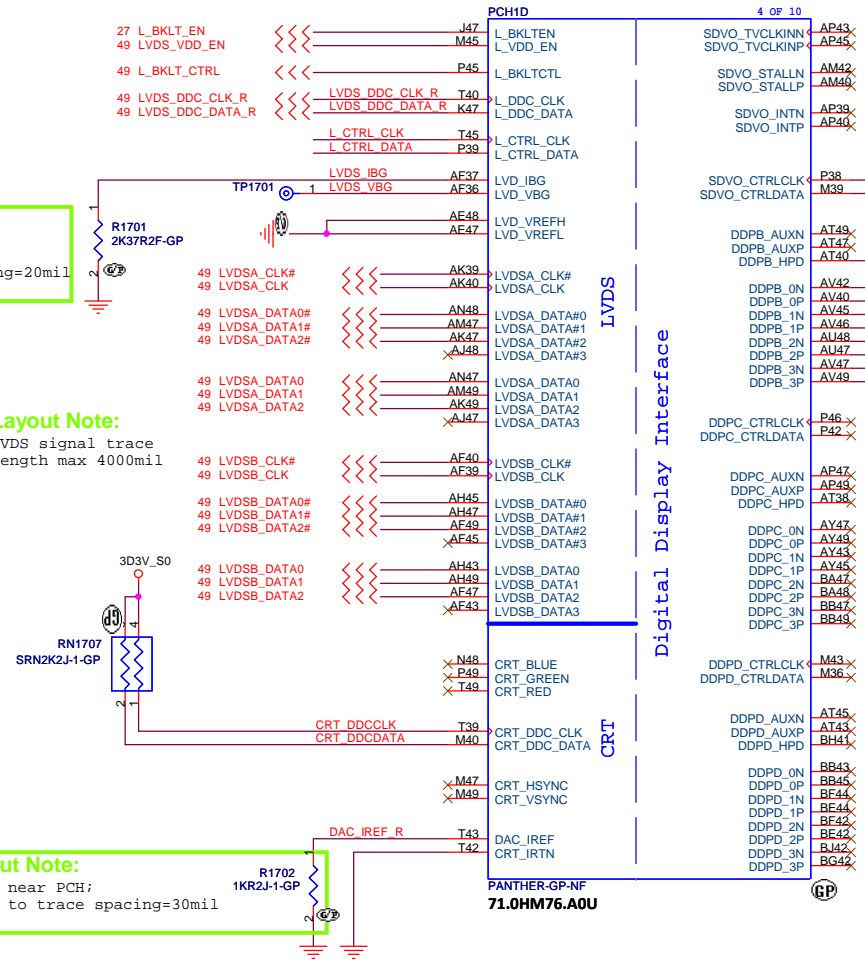 PCH1D
4 OF 10
27 L_BKLT_EN
49 LVDS_VDD_EN
49 L_BKLT_CTRL
49 LVDS_DDC_CLK_R
49 LVDS_DDC_DATA_R
LVDS_DDC_CLK_R
LVDS_DDC_DATA_R
L_CTRL_CLK
L_CTRL_DATA
LVDS_IBG
TP1701
1
LVDS_VBG
R1701
2K37R2F-GP
1
2
ng=20mil
49 LVDSA_CLK#
49 LVDSA_CLK
49 LVDSA_DATA0#
49 LVDSA_DATA1#
49 LVDSA_DATA2#
49 LVDSA_DATA0
49 LVDSA_DATA1
49 LVDSA_DATA2
Layout Note:
VDS signal trace
ength max 4000mil
49 LVDSB_CLK#
49 LVDSB_CLK
49 LVDSB_DATA0#
49 LVDSB_DATA1#
49 LVDSB_DATA2#
49 LVDSB_DATA0
49 LVDSB_DATA1
49 LVDSB_DATA2
3D3V_S0
GP
4
RN1707
SRN2K2J-1-GP
2
1
CRT_DDCCLK
CRT_DDCDATA
DAC_IREF_R
ut Note:
near PCH;
to trace spacing=30mil
R1702
1KR2J-1-GP
1
2
J47 L_BKLTEN
M45 L_VDD_EN
P45 L_BKLTCTL
T40 L_DDC_CLK
K47 L_DDC_DATA
T45 L_CTRL_CLK
P39 L_CTRL_DATA
AF37 LVD_IBG
AF36 LVD_VBG
AE48 LVD_VREFH
AE47 LVD_VREFL
AK39 LVDSA_CLK#
AK40 LVDSA_CLK
AN48 LVDSA_DATA#0
AM47 LVDSA_DATA#1
AK47 LVDSA_DATA#2
AJ48 LVDSA_DATA#3
AN47 LVDSA_DATA0
AM49 LVDSA_DATA1
AK49 LVDSA_DATA2
AJ47 LVDSA_DATA3
AF40 LVDSB_CLK#
AF39 LVDSB_CLK
AH45 LVDSB_DATA#0
AH47 LVDSB_DATA#1
AF49 LVDSB_DATA#2
AF45 LVDSB_DATA#3
AH43 LVDSB_DATA0
AH49 LVDSB_DATA1
AF47 LVDSB_DATA2
AF43 LVDSB_DATA3
N48 CRT_BLUE
P49 CRT_GREEN
T49 CRT_RED
T39 CRT_DDC_CLK
M40 CRT_DDC_DATA
M47 CRT_HSYNC
M49 CRT_VSYNC
T43 DAC_IREF
T42 CRT_IRTN
LVDS
CRT
Digital Display Interface
SDVO_TVCLKINN AP43
SDVO_TVCLKINP AP45
SDVO_STALLN AM42
SDVO_STALLP AM40
SDVO_INTN AP39
SDVO_INTP AP40
SDVO_CTRLCLK P38
SDVO_CTRLDATA M39
DDPB_AUXN AT49
DDPB_AUXP AT47
DDPB_HPD AT40
DDPB_0N AV42
DDPB_0P AV40
DDPB_1N AV45
DDPB_1P AV46
DDPB_2N AU48
DDPB_2P AU47
DDPB_3N AV47
DDPB_3P AV49
DDPC_CTRLCLK P46
DDPC_CTRLDATA P42
DDPC_AUXN AP47
DDPC_AUXP AP49
DDPC_HPD AT38
DDPC_0N AY47
DDPC_0P AY49
DDPC_1N AY43
DDPC_1P AY45
DDPC_2N BA47
DDPC_2P BA48
DDPC_3N BB47
DDPC_3P BB49
DDPD_CTRLCLK M43
DDPD_CTRLDATA M36
DDPD_AUXN AT45
DDPD_AUXP AT43
DDPD_HPD BH41
DDPD_0N BB43
DDPD_0P BB45
DDPD_1N BF44
DDPD_1P BE44
DDPD_2N BF42
DDPD_2P BE42
DDPD_3N BJ42
DDPD_3P BG42
PANTHER-GP-NF
71.0HM76.A0U
GP